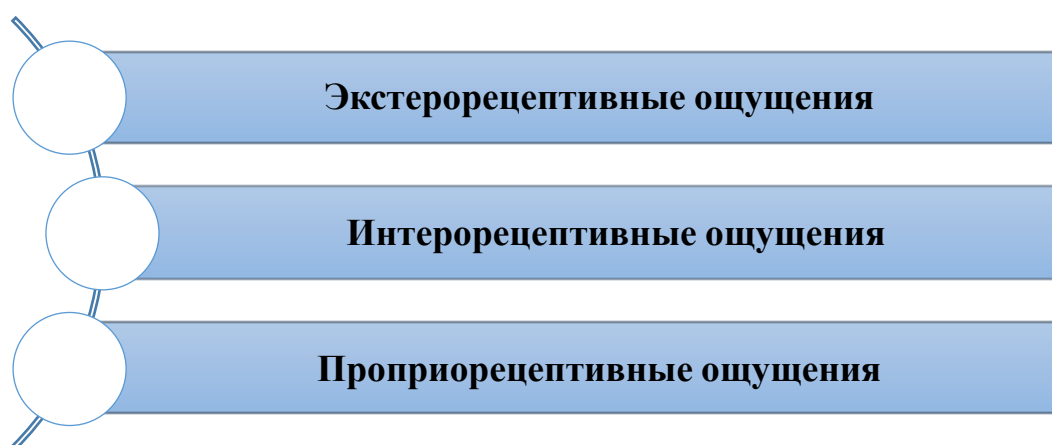 Экстерорецептивные ощущения
Интерорецептивные ощущения
Проприорецептивные ощущения